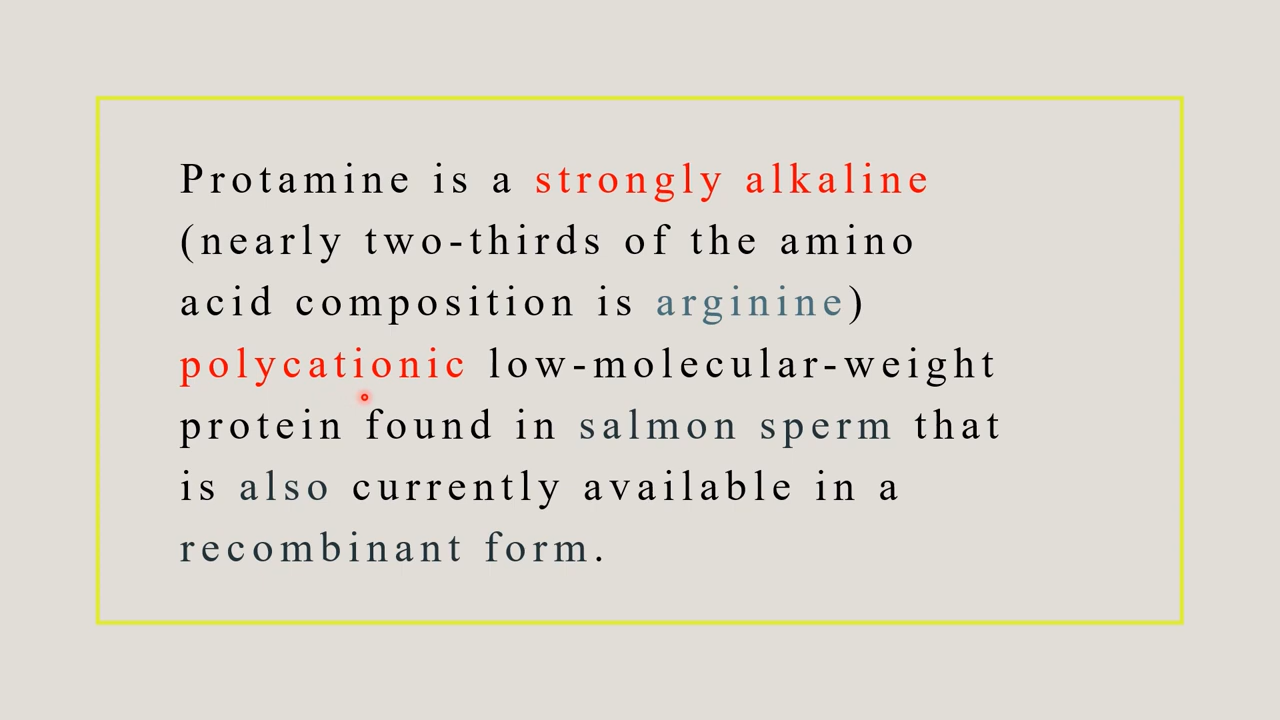 Protamine is a strongly alkaline
(nearly two-thirds of the amino
acid composition is arginine)
polycationic low-molecular-weight
protein found in salmon sperm that
is also currently available in a
recombinant form.